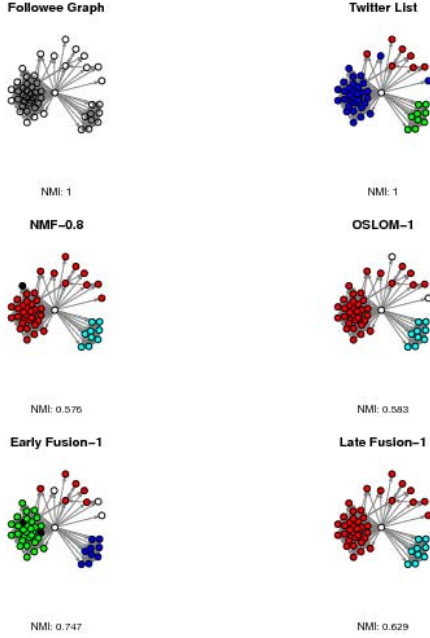 Followee Graph
Twitter List
NMI: 1
NMI: 1
NMF-0.8
OSLOM-1
NMI: 0.576
NMI: 0.583
Early Fusion-1
Late Fusion-1
NMI: 0.747
NMI: 0.629